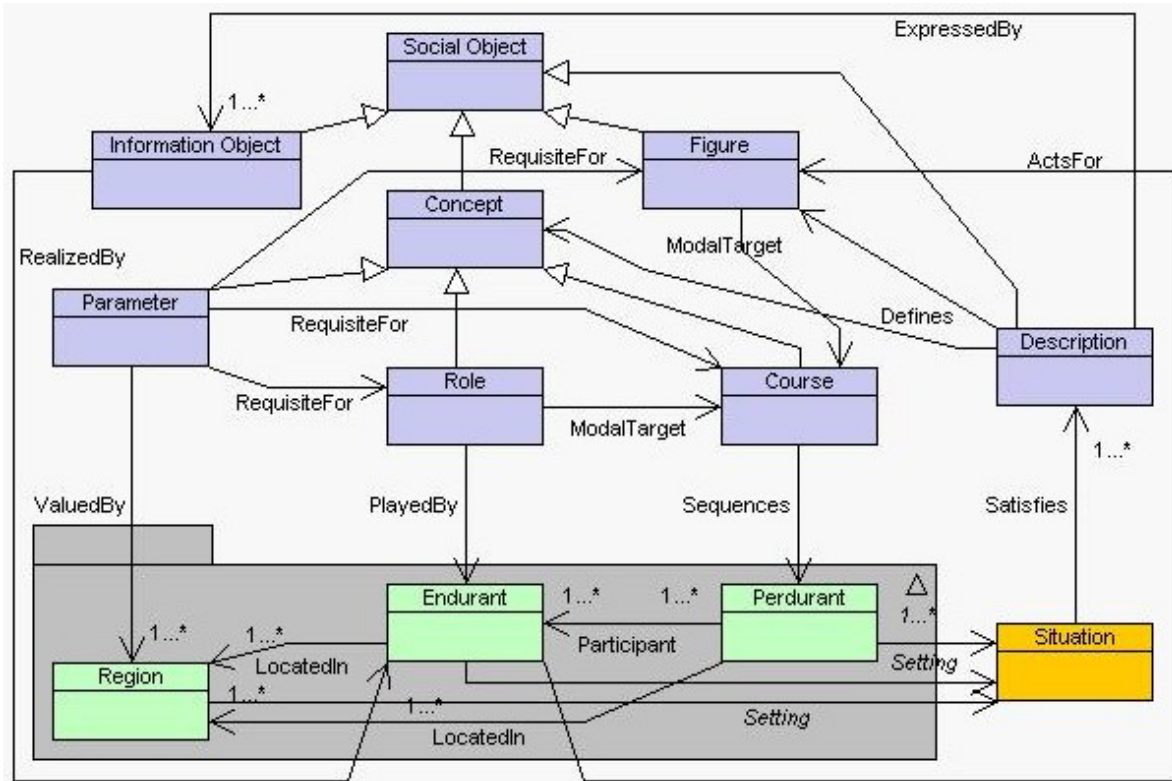 ExpressedBy
Social Object
1...*
Information Object
RequisiteFor
Figure
ActsFor
Concept
ModalTarget
RealizedBy
Parameter
RequisiteFor
Defines
Description
Role
Course
RequisiteFor
ModalTarget
1...*
ValuedBy
PlayedBy
Sequences
Satisfies
Endurant
1...*
1...*
Perdurant
1...*
Situation
1...*
1...*
Participant
LocatedIn
Setting
Region
1...*
1...*
Setting
LocatedIn